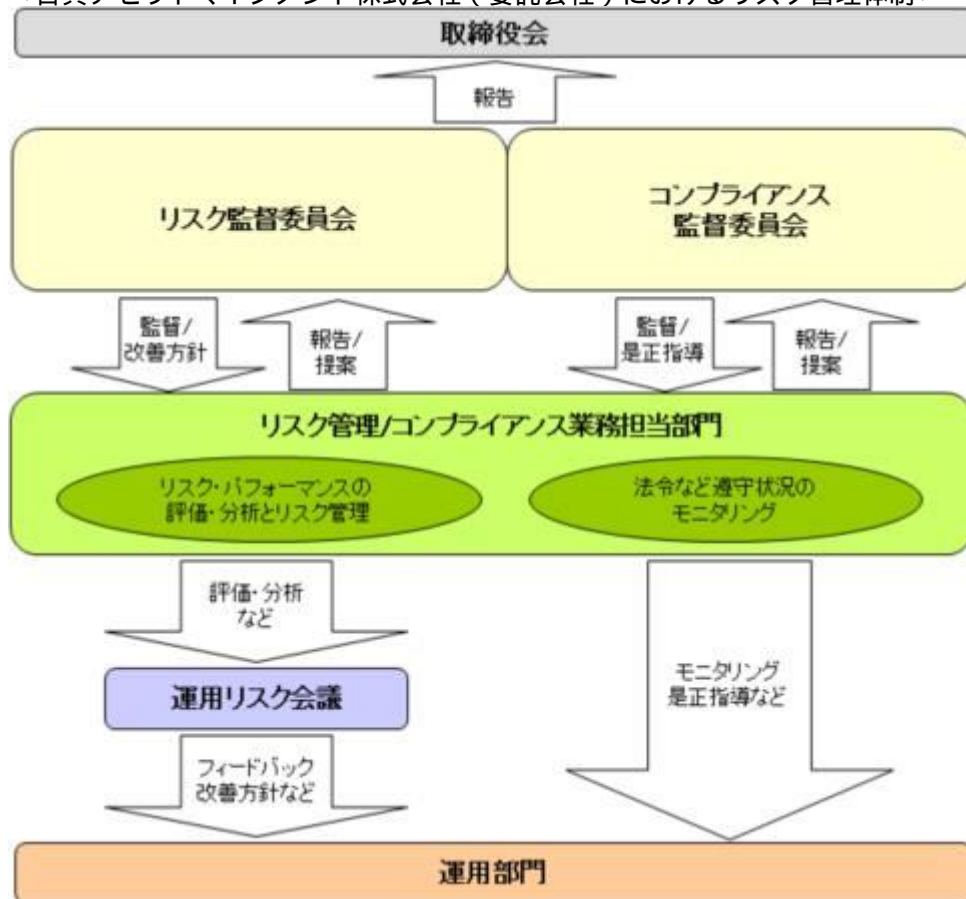 取締役会
報告
リスク監督委員会
コンプライアンス
監督委員会
監督/
改善方針
報告/
提案
監督/
是正指導
報告/
提案
リスク管理/コンプライアンス業務担当部門
リスク・パフォーマンスの
評価・分析とリスク管理
法令など遵守状況の
モニタリング
評価・分析
など
運用リスク会議
モニタリング
是正指導など
フィードバック
改善方針など
運用部門